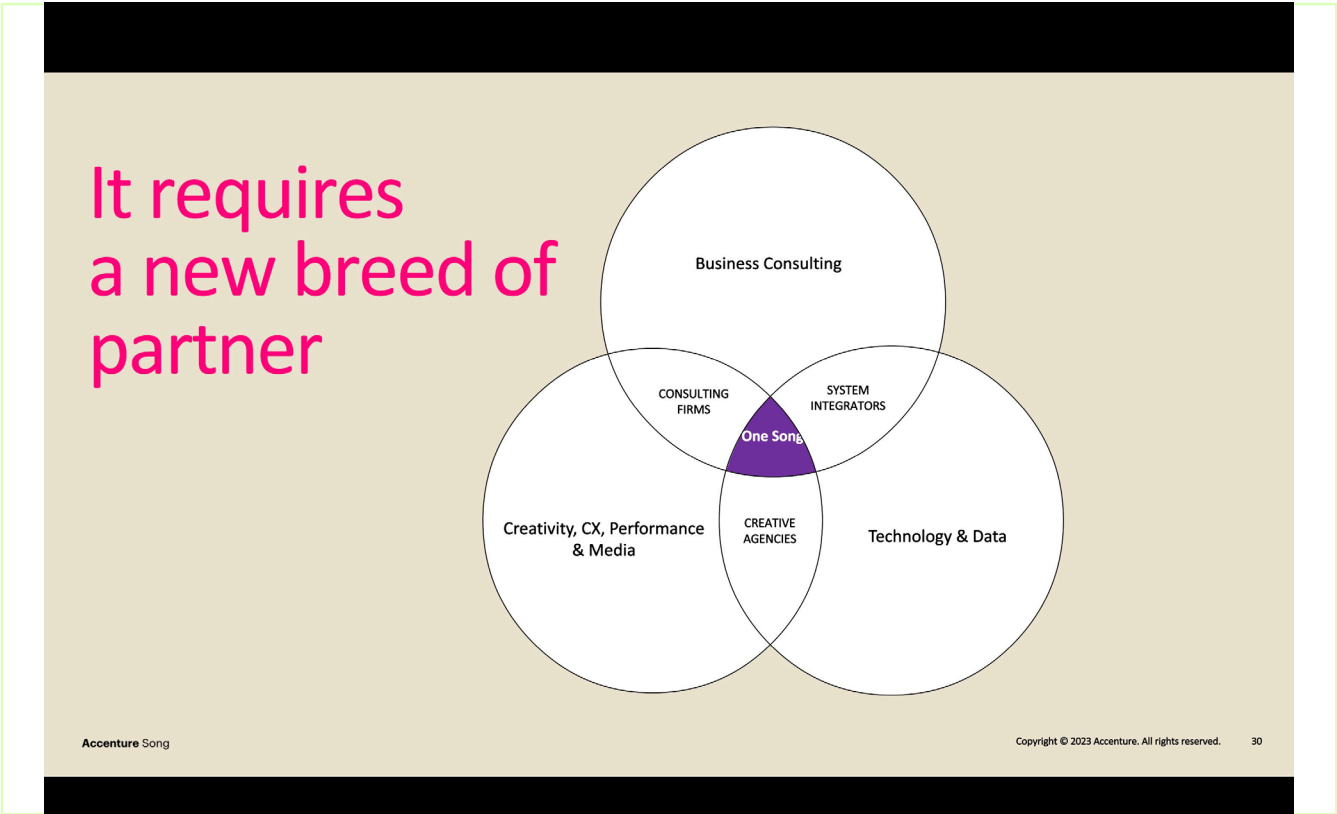 It requires
a new breed of
partner
Business Consulting
CONSULTING
FIRMS
SYSTEM
INTEGRATORS
One Song
Creativity, CX, Performance
& Media
CREATIVE
AGENCIES
Technology & Data
Accenture Song
Copyright © 2023 Accenture. All rights reserved.
30